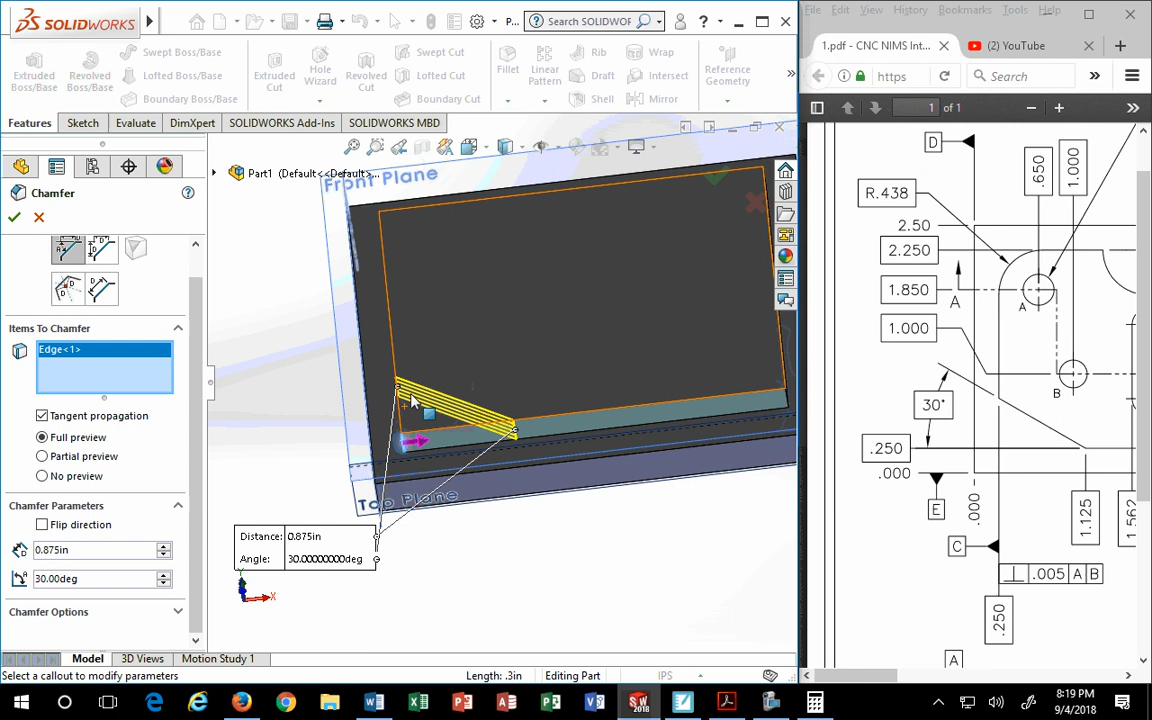 SOLIDWORKS
P...
Search SOLIDWOR
?
File Edit View History Bookmarks Tools Help
1.pdf - CNC NIMS Int...
(2) YouTube
https
Search
1 of 1
Extruded Boss/Base
Revolved Boss/Base
Swept Boss/Base
Lofted Boss/Base
Boundary Boss/Base
Extruded Cut
Hole Wizard
Revolved Cut
Swept Cut
Lofted Cut
Boundary Cut
Fillet
Linear Pattern
Rib
Draft
Shell
Wrap
Intersect
Mirror
Reference Geometry
Features
Sketch
Evaluate
DimXpert
SOLIDWORKS Add-Ins
SOLIDWORKS MBD
Part1 (Default<<Default>...
Chamfer
Items To Chamfer
Edge<1>
Tangent propagation
Full preview
Partial preview
No preview
Chamfer Parameters
Flip direction
0.875in
30.00deg
Chamfer Options
Front Plane
Top Plane
Distance: 0.875in
Angle: 30.00000000deg
Y
X
D
R.438
.650
1.000
2.50
2.250
1.850
A
A
1.000
B
30°
.250
.000
E
.000
1.125
1.562
C
.005 A B
.250
A
Model
3D Views
Motion Study 1
Select a callout to modify parameters
Length: .3in
Editing Part
IPS
8:19 PM
9/4/2018